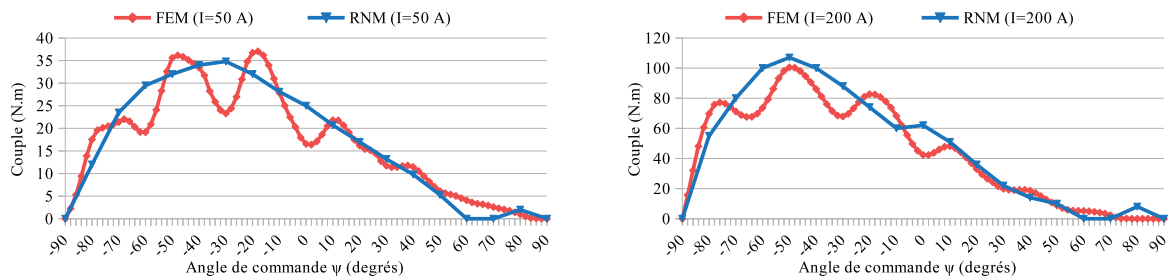 FEM (I=50 A) RNM (I=50 A)
Couple (N.m)
40
35
30
25
20
15
10
5
0
-90 -80 -70 -60 -50 -40 -30 -20 -10 0 10 20 30 40 50 60 70 80 90
Angle de commande ψ (degrés)
FEM (I=200 A) RNM (I=200 A)
Couple (N.m)
120
100
80
60
40
20
0
-90 -80 -70 -60 -50 -40 -30 -20 -10 0 10 20 30 40 50 60 70 80 90
Angle de commande ψ (degrés)